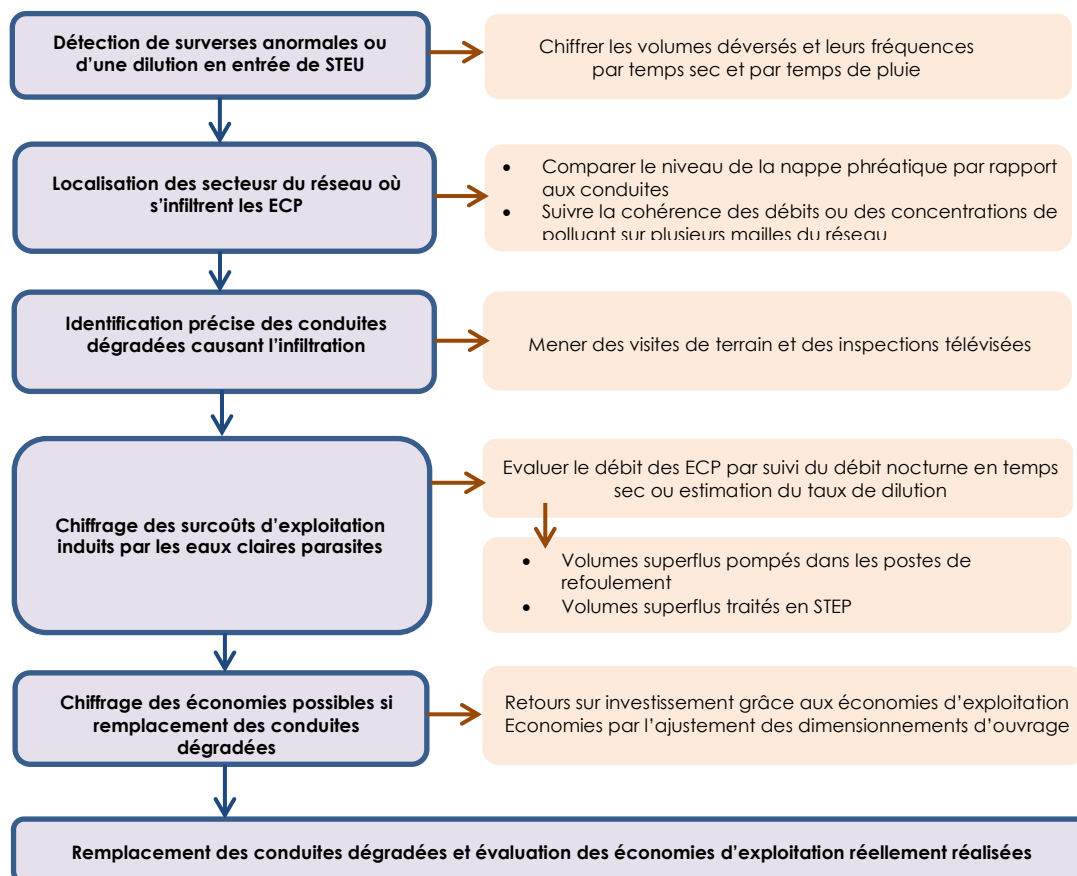 Détection de surverses anormales ou
d'une dilution en entrée de STEU
Chiffrer les volumes déversés et leurs fréquences
par temps sec et par temps de pluie
Localisation des secteusr du réseau où
s'infiltrent les ECP
• Comparer le niveau de la nappe phréatique par rapport
aux conduites
• Suivre la cohérence des débits ou des concentrations de
polluant sur plusieurs mailles du réseau
Identification précise des conduites
dégradées causant l'infiltration
Mener des visites de terrain et des inspections télévisées
Chiffrage des surcoûts d'exploitation
induits par les eaux claires parasites
Evaluer le débit des ECP par suivi du débit nocturne en temps
sec ou estimation du taux de dilution
• Volumes superflus pompés dans les postes de
refoulement
• Volumes superflus traités en STEP
Chiffrage des économies possibles si
remplacement des conduites
dégradées
Retours sur investissement grâce aux économies d'exploitation
Economies par l'ajustement des dimensionnements d'ouvrage
Remplacement des conduites dégradées et évaluation des économies d'exploitation réellement réalisées